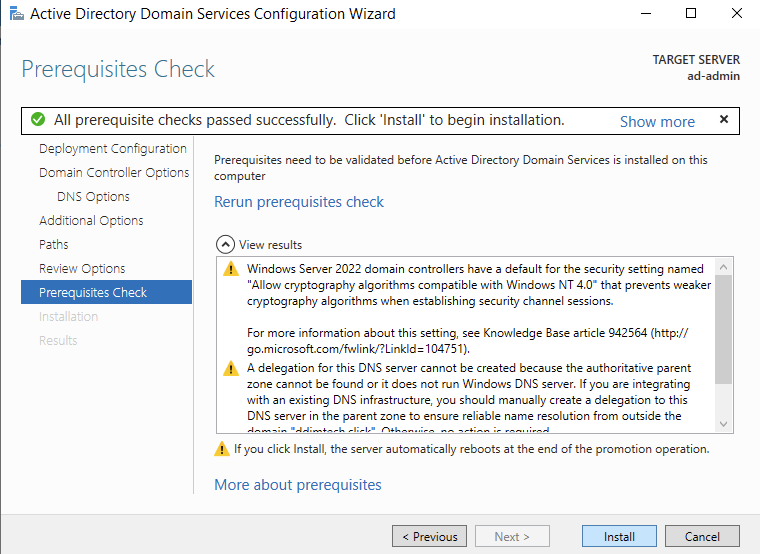 Active Directory Domain Services Configuration Wizard
Prerequisites Check
TARGET SERVER
ad-admin
All prerequisite checks passed successfully. Click 'Install' to begin installation.
Show more
Deployment Configuration
Domain Controller Options
DNS Options
Additional Options
Paths
Review Options
Prerequisites Check
Installation
Results
Prerequisites need to be validated before Active Directory Domain Services is installed on this
computer
Rerun prerequisites check
View results
Windows Server 2022 domain controllers have a default for the security setting named
"Allow cryptography algorithms compatible with Windows NT 4.0" that prevents weaker
cryptography algorithms when establishing security channel sessions.
For more information about this setting, see Knowledge Base article 942564 (http://
go.microsoft.com/fwlink/?LinkId=104751).
A delegation for this DNS server cannot be created because the authoritative parent
zone cannot be found or it does not run Windows DNS server. If you are integrating
with an existing DNS infrastructure, you should manually create a delegation to this
DNS server in the parent zone to ensure reliable name resolution from outside the
domain "ddimtech.click". Otherwise, no action is required.
If you click Install, the server automatically reboots at the end of the promotion operation.
More about prerequisites
< Previous
Next >
Install
Cancel